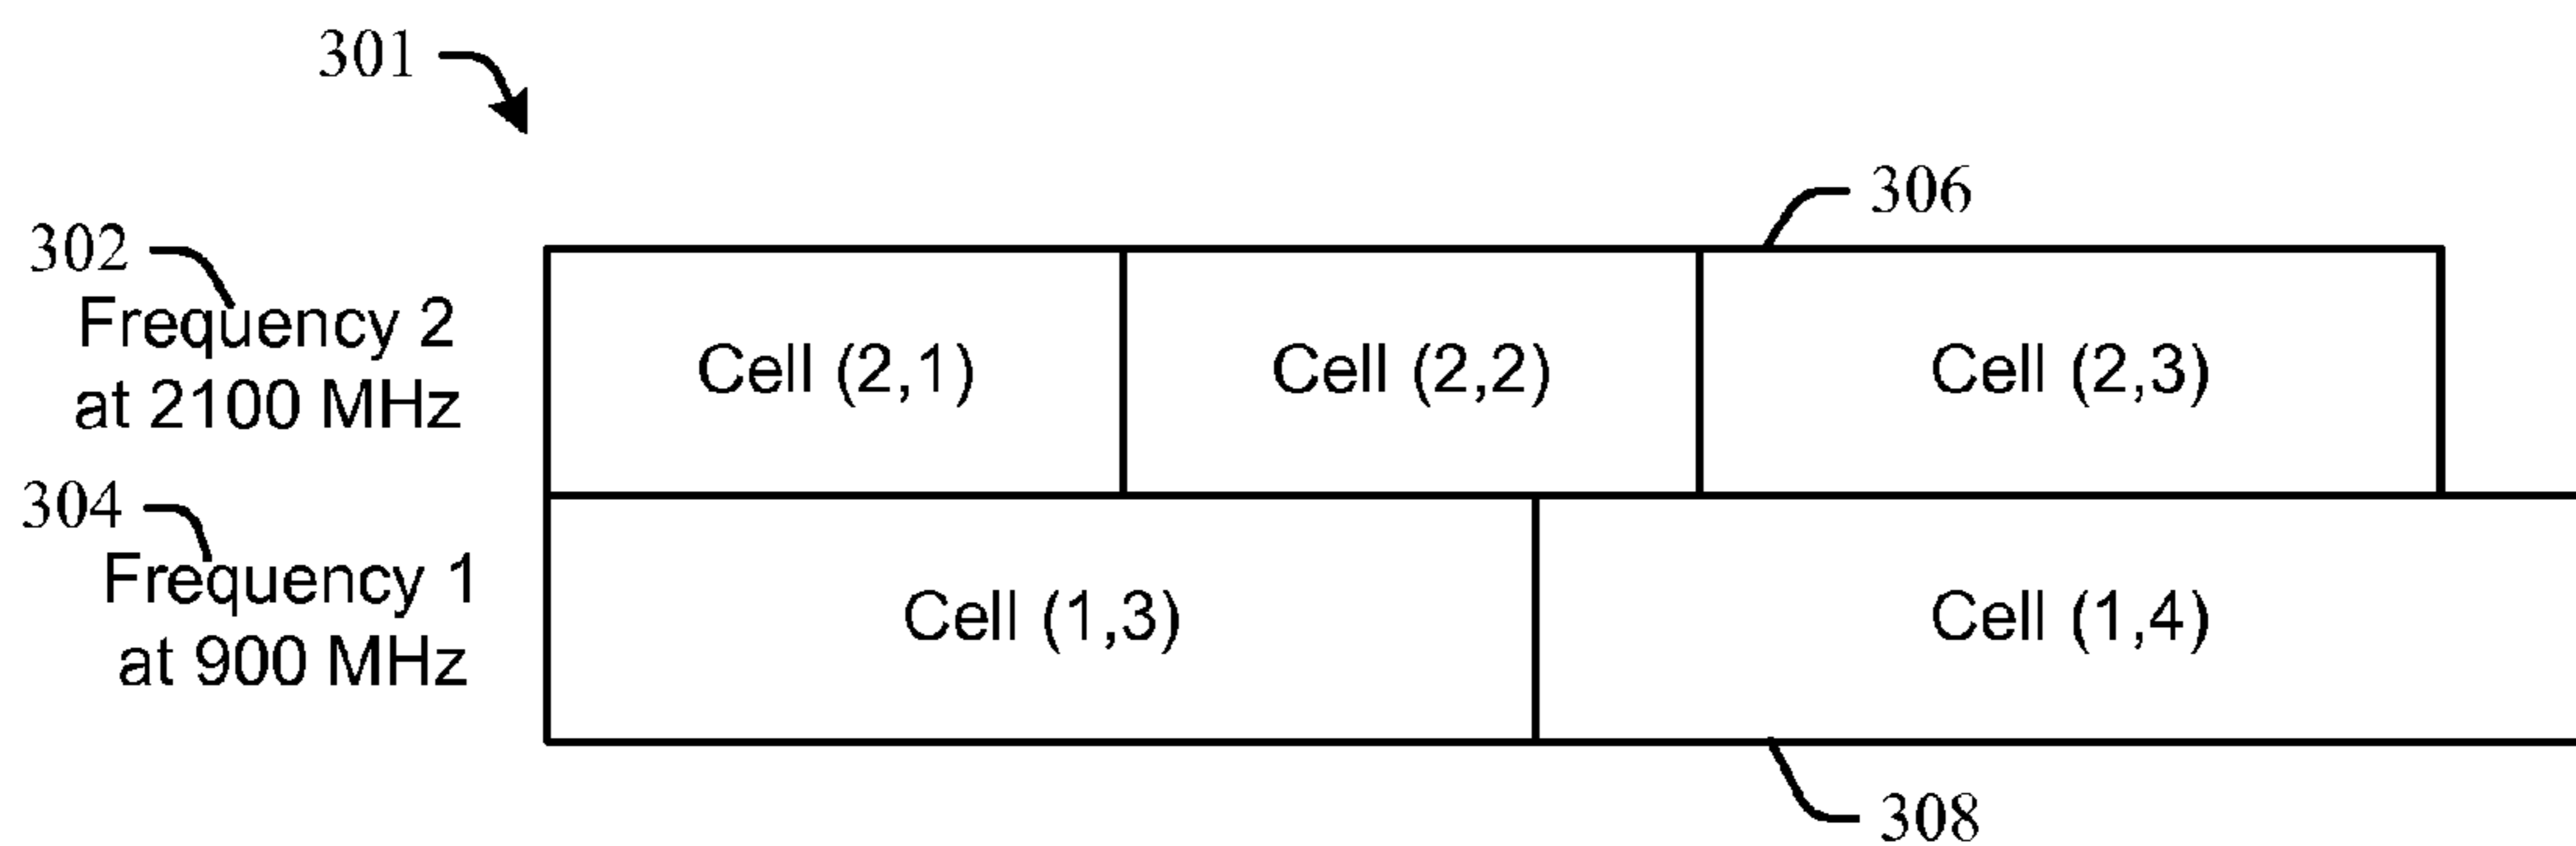 301
306
302
Frequency 2
at 2100 MHz
Cell (2,1)
Cell (2,2)
Cell (2,3)
304
Frequency 1
at 900 MHz
Cell (1,3)
Cell (1,4)
308